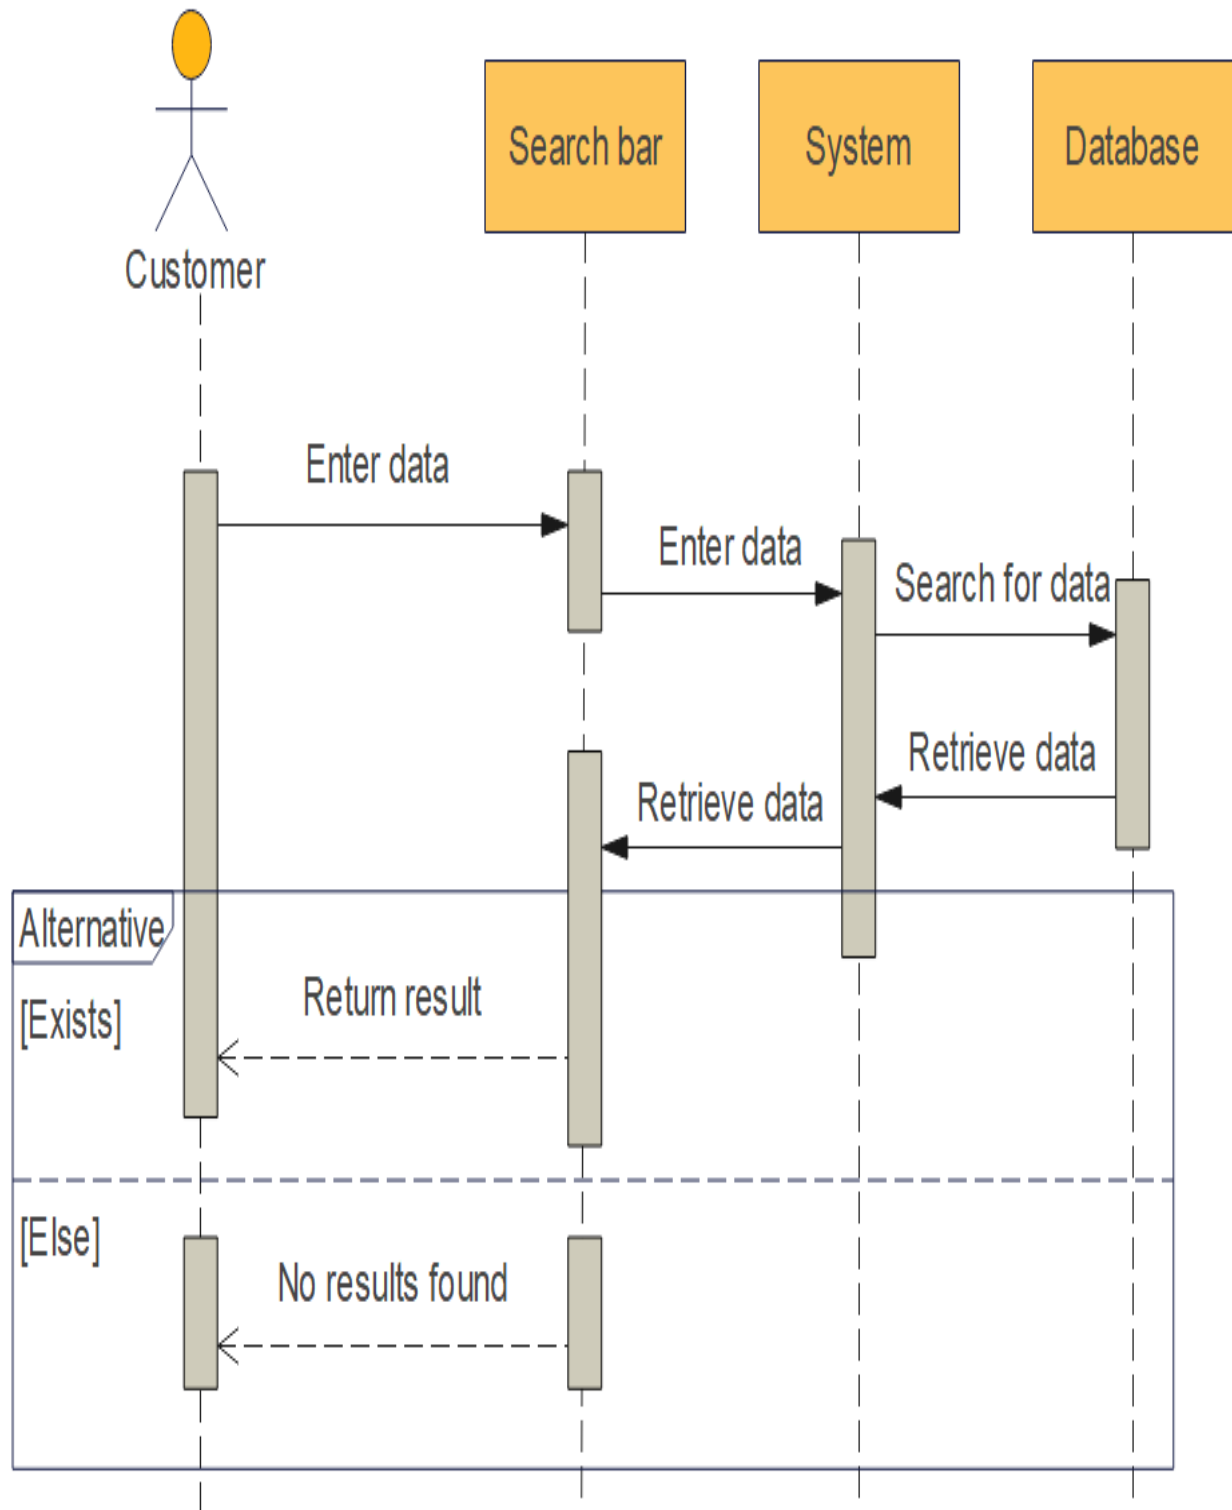 Search bar
System
Database
Customer
Enter data
Enter data
Search for data
Retrieve data
Retrieve data
Alternative
[Exists]
Return result
[Else]
No results found